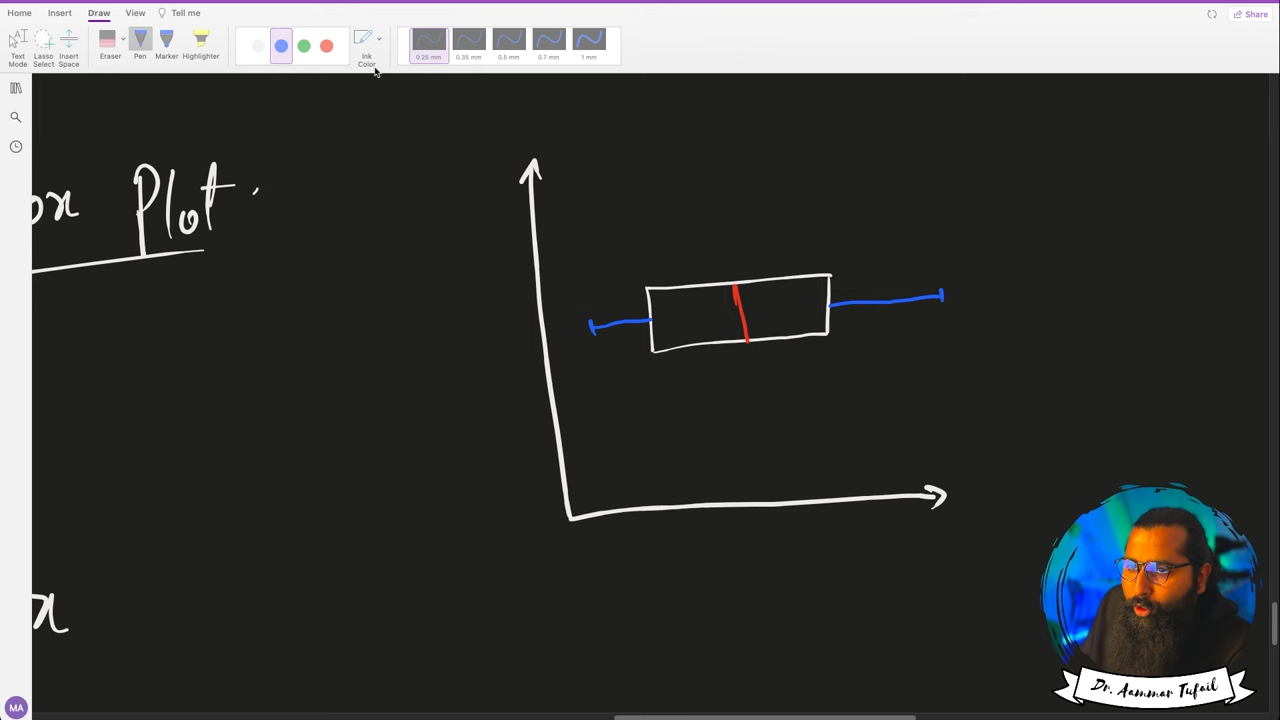 Home Insert Draw View Tell me Share
Text Mode Lasso Select Insert Space Eraser Pen Marker Highlighter Ink Color 0.25 mm 0.35 mm 0.5 mm 0.7 mm 1 mm
ox Plot
x
MA
Dr. Aammar Tufail